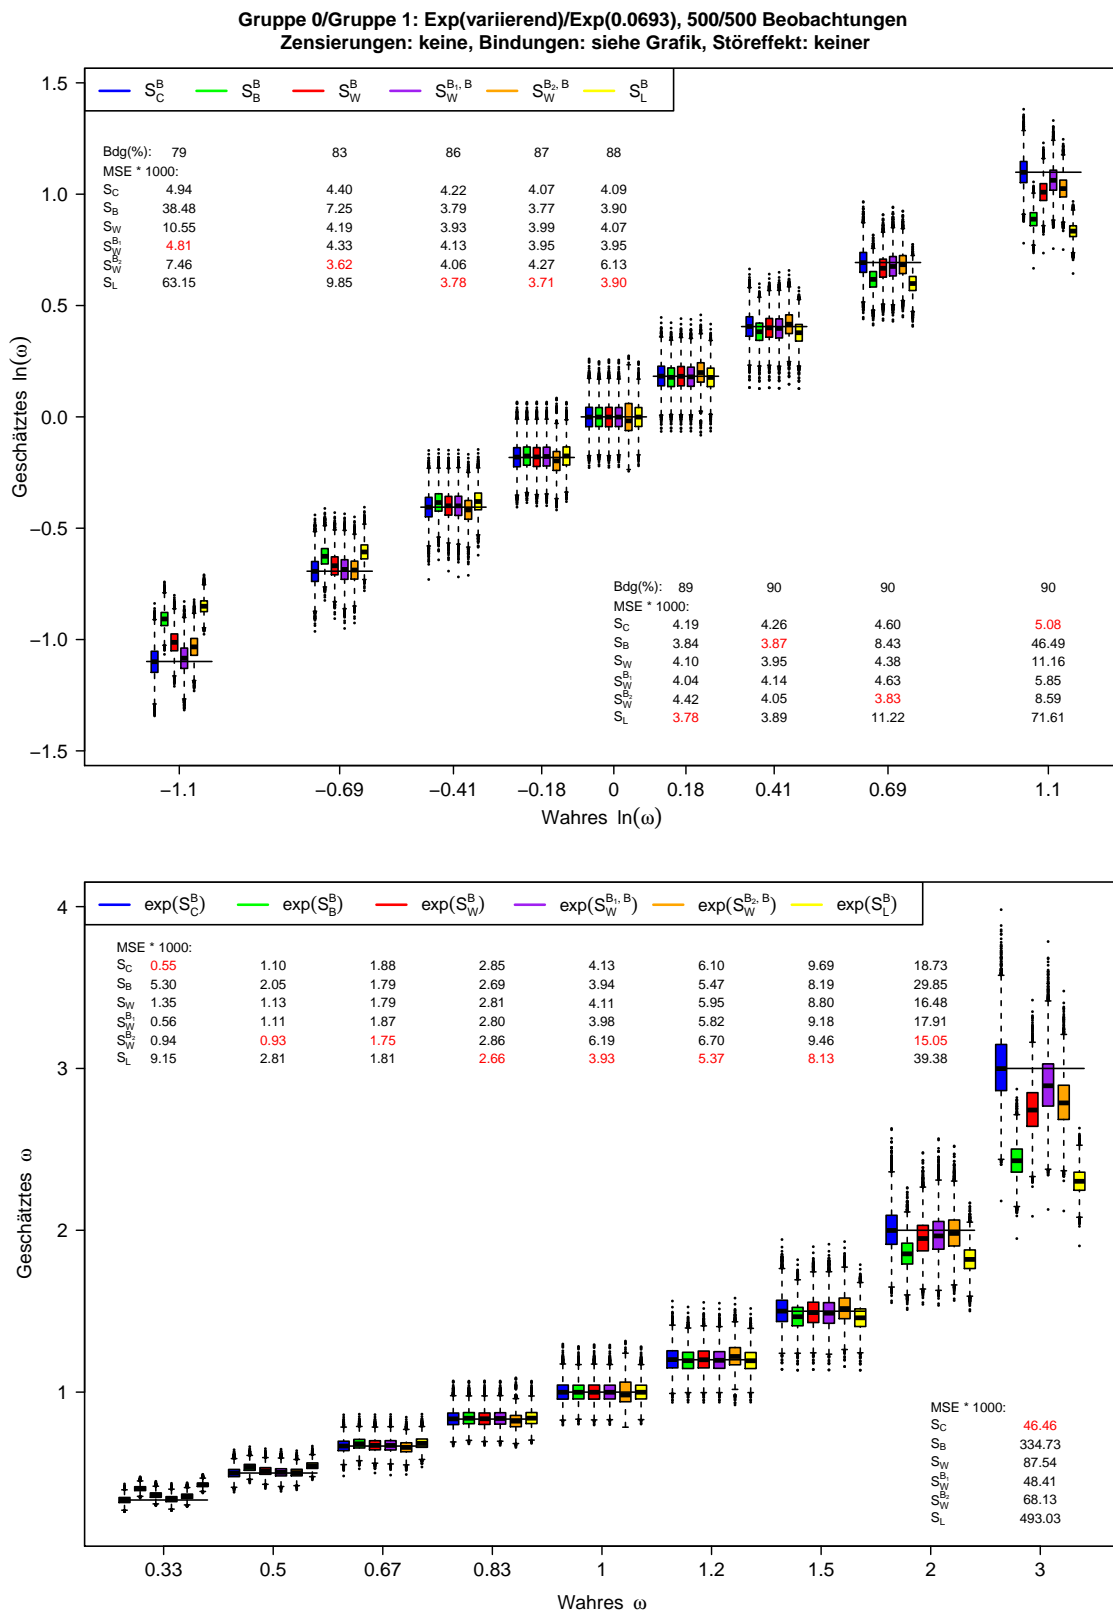 Gruppe 0/Gruppe 1: Exp(variierend)/Exp(0.0693), 500/500 Beobachtungen
Zensierungen: keine, Bindungen: siehe Grafik, Störeffekt: keiner
S_C^B S_B^B S_W^B S_W^{B₁, B} S_W^{B₂, B} S_L^B
Bdg(%): 79 83 86 87 88
MSE * 1000:
S_C 4.94 4.40 4.22 4.07 4.09
S_B 38.48 7.25 3.79 3.77 3.90
S_W 10.55 4.19 3.93 3.99 4.07
S_W^{B₁} 4.81 4.33 4.13 3.95 3.95
S_W^{B₂} 7.46 3.62 4.06 4.27 6.13
S_L 63.15 9.85 3.78 3.71 3.90
Bdg(%): 89 90 90 90
MSE * 1000:
S_C 4.19 4.26 4.60 5.08
S_B 3.84 3.87 8.43 46.49
S_W 4.10 3.95 4.38 11.16
S_W^{B₁} 4.04 4.14 4.63 5.85
S_W^{B₂} 4.42 4.05 3.83 8.59
S_L 3.78 3.89 11.22 71.61
1.5
1.0
0.5
0.0
−0.5
−1.0
−1.5
Geschätztes ln(ω)
−1.1 −0.69 −0.41 −0.18 0 0.18 0.41 0.69 1.1
Wahres ln(ω)
exp(S_C^B) exp(S_B^B) exp(S_W^B) exp(S_W^{B₁, B}) exp(S_W^{B₂, B}) exp(S_L^B)
MSE * 1000:
S_C 0.55 1.10 1.88 2.85 4.13 6.10 9.69 18.73
S_B 5.30 2.05 1.79 2.69 3.94 5.47 8.19 29.85
S_W 1.35 1.13 1.79 2.81 4.11 5.95 8.80 16.48
S_W^{B₁} 0.56 1.11 1.87 2.80 3.98 5.82 9.18 17.91
S_W^{B₂} 0.94 0.93 1.75 2.86 6.19 6.70 9.46 15.05
S_L 9.15 2.81 1.81 2.66 3.93 5.37 8.13 39.38
MSE * 1000:
S_C 46.46
S_B 334.73
S_W 87.54
S_W^{B₁} 48.41
S_W^{B₂} 68.13
S_L 493.03
4
3
2
1
Geschätztes ω
0.33 0.5 0.67 0.83 1 1.2 1.5 2 3
Wahres ω